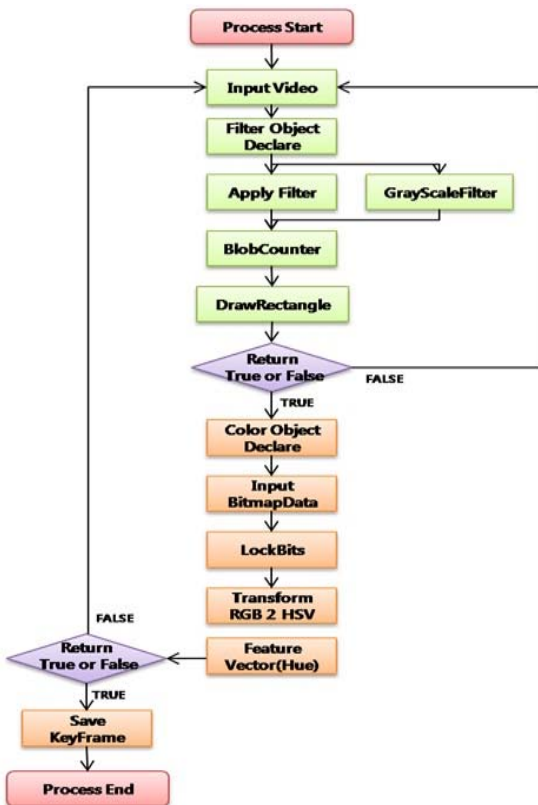 Process Start
Input Video
Filter Object
Declare
Apply Filter
GrayScaleFilter
BlobCounter
DrawRectangle
Return
True or False
FALSE
TRUE
Color Object
Declare
Input
BitmapData
LockBits
Transform
RGB 2 HSV
Feature
Vector(Hue)
FALSE
Return
True or False
TRUE
Save
KeyFrame
Process End